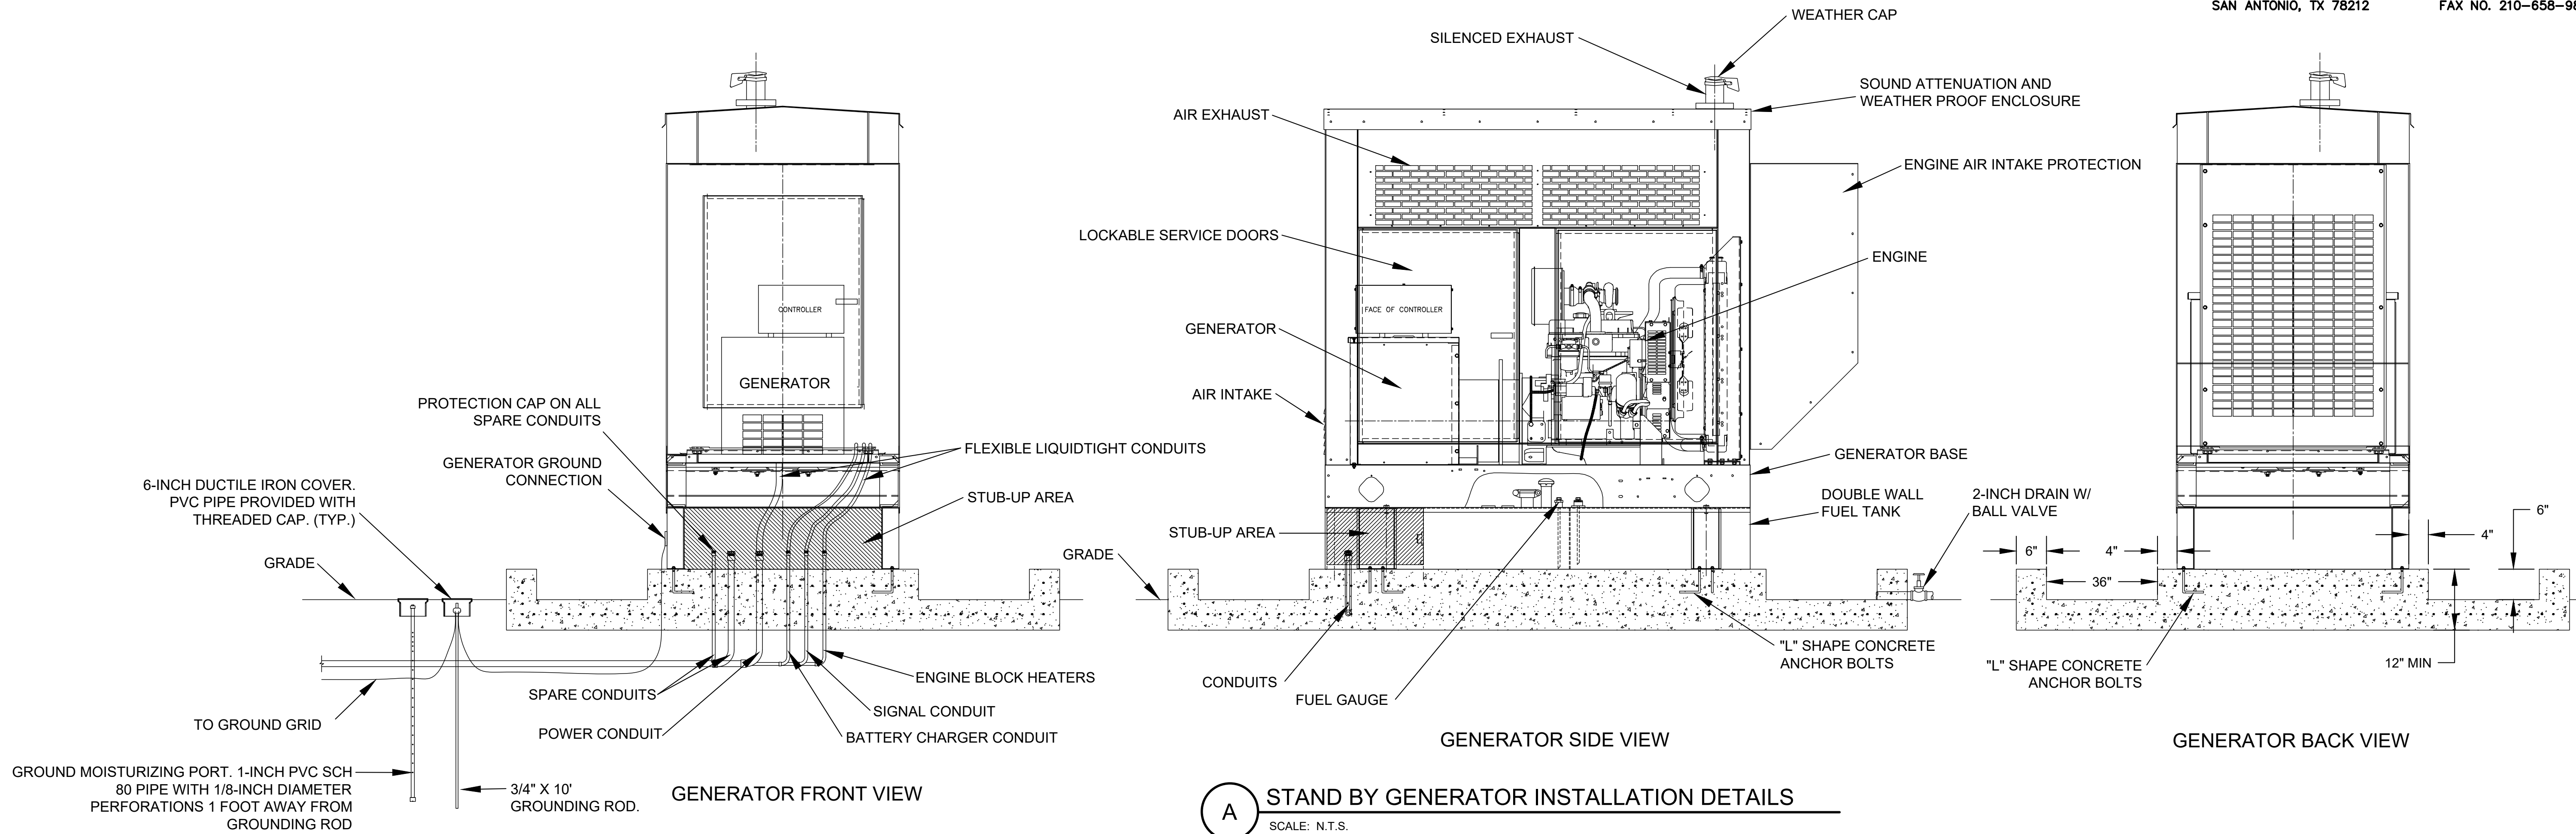 SAN ANTONIO, TX 78212
FAX NO. 210-658-98
WEATHER CAP
SILENCED EXHAUST
SOUND ATTENUATION AND
WEATHER PROOF ENCLOSURE
AIR EXHAUST
ENGINE AIR INTAKE PROTECTION
LOCKABLE SERVICE DOORS
ENGINE
CONTROLLER
FACE OF CONTROLLER
GENERATOR
GENERATOR
AIR INTAKE
PROTECTION CAP ON ALL
SPARE CONDUITS
FLEXIBLE LIQUIDTIGHT CONDUITS
GENERATOR GROUND
CONNECTION
GENERATOR BASE
6-INCH DUCTILE IRON COVER.
PVC PIPE PROVIDED WITH
THREADED CAP. (TYP.)
STUB-UP AREA
DOUBLE WALL
FUEL TANK
2-INCH DRAIN W/
BALL VALVE
STUB-UP AREA
GRADE
GRADE
6"
4"
6"
4"
36"
"L" SHAPE CONCRETE
ANCHOR BOLTS
"L" SHAPE CONCRETE
ANCHOR BOLTS
12" MIN
ENGINE BLOCK HEATERS
SPARE CONDUITS
CONDUITS
FUEL GAUGE
SIGNAL CONDUIT
TO GROUND GRID
POWER CONDUIT
BATTERY CHARGER CONDUIT
GENERATOR SIDE VIEW
GENERATOR BACK VIEW
GROUND MOISTURIZING PORT. 1-INCH PVC SCH
80 PIPE WITH 1/8-INCH DIAMETER
PERFORATIONS 1 FOOT AWAY FROM
GROUNDING ROD
3/4" X 10'
GROUNDING ROD.
GENERATOR FRONT VIEW
A
STAND BY GENERATOR INSTALLATION DETAILS
SCALE: N.T.S.